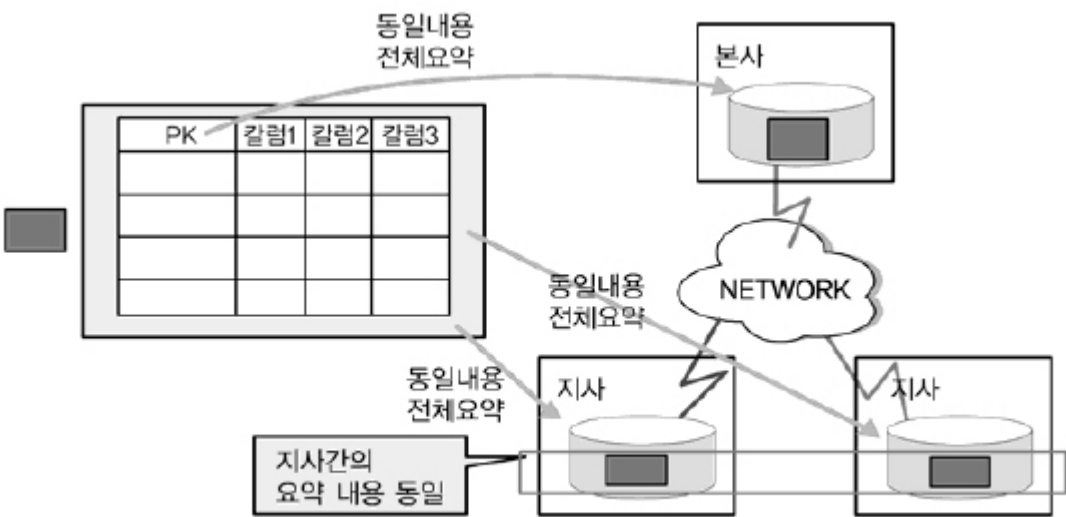 동일내용
전체요약
본사
PK 칼럼1 칼럼2 칼럼3
동일내용
전체요약
NETWORK
동일내용
전체요약
지사
지사
지사간의
요약 내용 동일